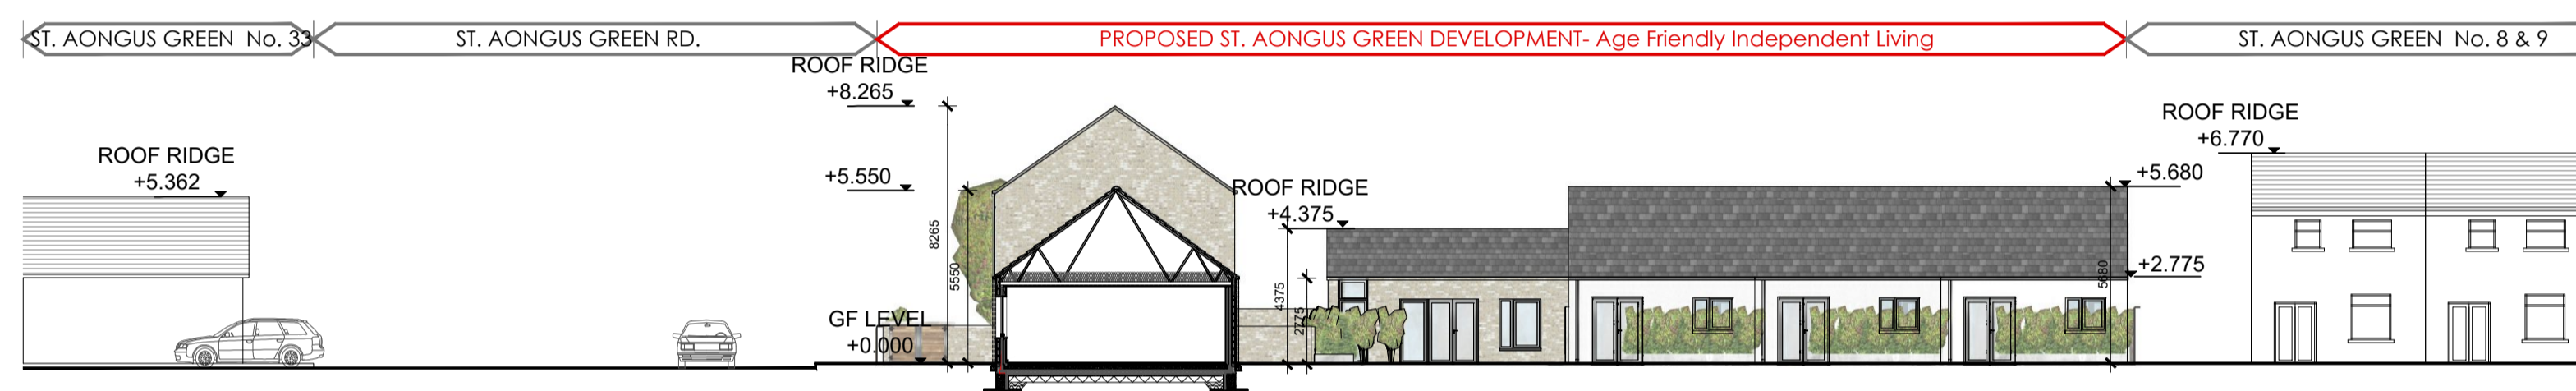 ST. AONGUS GREEN No. 33
ST. AONGUS GREEN RD.
PROPOSED ST. AONGUS GREEN DEVELOPMENT- Age Friendly Independent Living
ST. AONGUS GREEN No. 8 & 9
ROOF RIDGE
+5.362
ROOF RIDGE
+8.265
+5.550
8265
5550
GF LEVEL
+0.000
ROOF RIDGE
+4.375
4375
2775
+5.680
+2.775
5680
ROOF RIDGE
+6.770